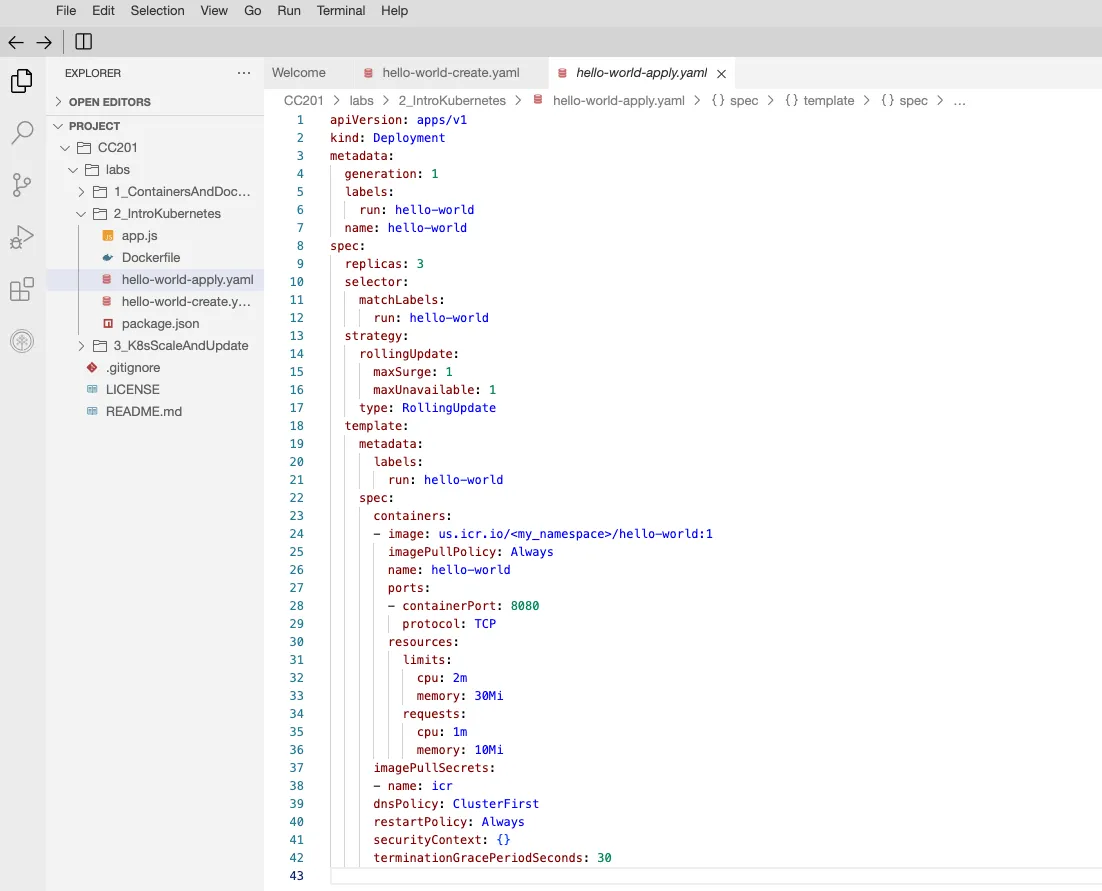 File Edit Selection View Go Run Terminal Help
EXPLORER ...
OPEN EDITORS
PROJECT
CC201
labs
1_ContainersAndDoc...
2_IntroKubernetes
app.js
Dockerfile
hello-world-apply.yaml
hello-world-create.y...
package.json
3_K8sScaleAndUpdate
.gitignore
LICENSE
README.md
Welcome hello-world-create.yaml hello-world-apply.yaml
CC201 > labs > 2_IntroKubernetes > hello-world-apply.yaml > {} spec > {} template > {} spec > ...
1 apiVersion: apps/v1
2 kind: Deployment
3 metadata:
4   generation: 1
5   labels:
6     run: hello-world
7   name: hello-world
8 spec:
9   replicas: 3
10   selector:
11     matchLabels:
12       run: hello-world
13   strategy:
14     rollingUpdate:
15       maxSurge: 1
16       maxUnavailable: 1
17     type: RollingUpdate
18   template:
19     metadata:
20       labels:
21         run: hello-world
22     spec:
23       containers:
24       - image: us.icr.io/<my_namespace>/hello-world:1
25         imagePullPolicy: Always
26         name: hello-world
27         ports:
28         - containerPort: 8080
29           protocol: TCP
30         resources:
31           limits:
32             cpu: 2m
33             memory: 30Mi
34           requests:
35             cpu: 1m
36             memory: 10Mi
37       imagePullSecrets:
38       - name: icr
39       dnsPolicy: ClusterFirst
40       restartPolicy: Always
41       securityContext: {}
42       terminationGracePeriodSeconds: 30
43